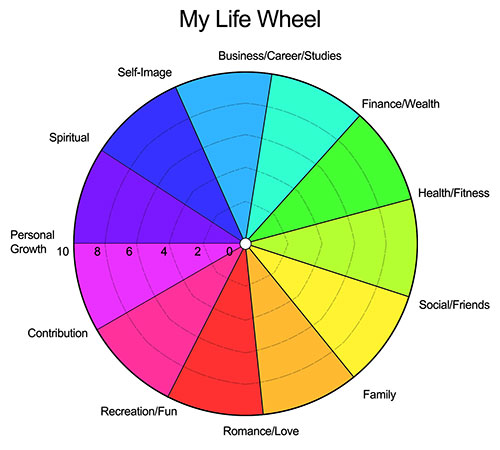 My Life Wheel
Business/Career/Studies
Self-Image
Finance/Wealth
Spiritual
Health/Fitness
Personal
Growth 10 8 6 4 2 0
Social/Friends
Contribution
Family
Recreation/Fun
Romance/Love